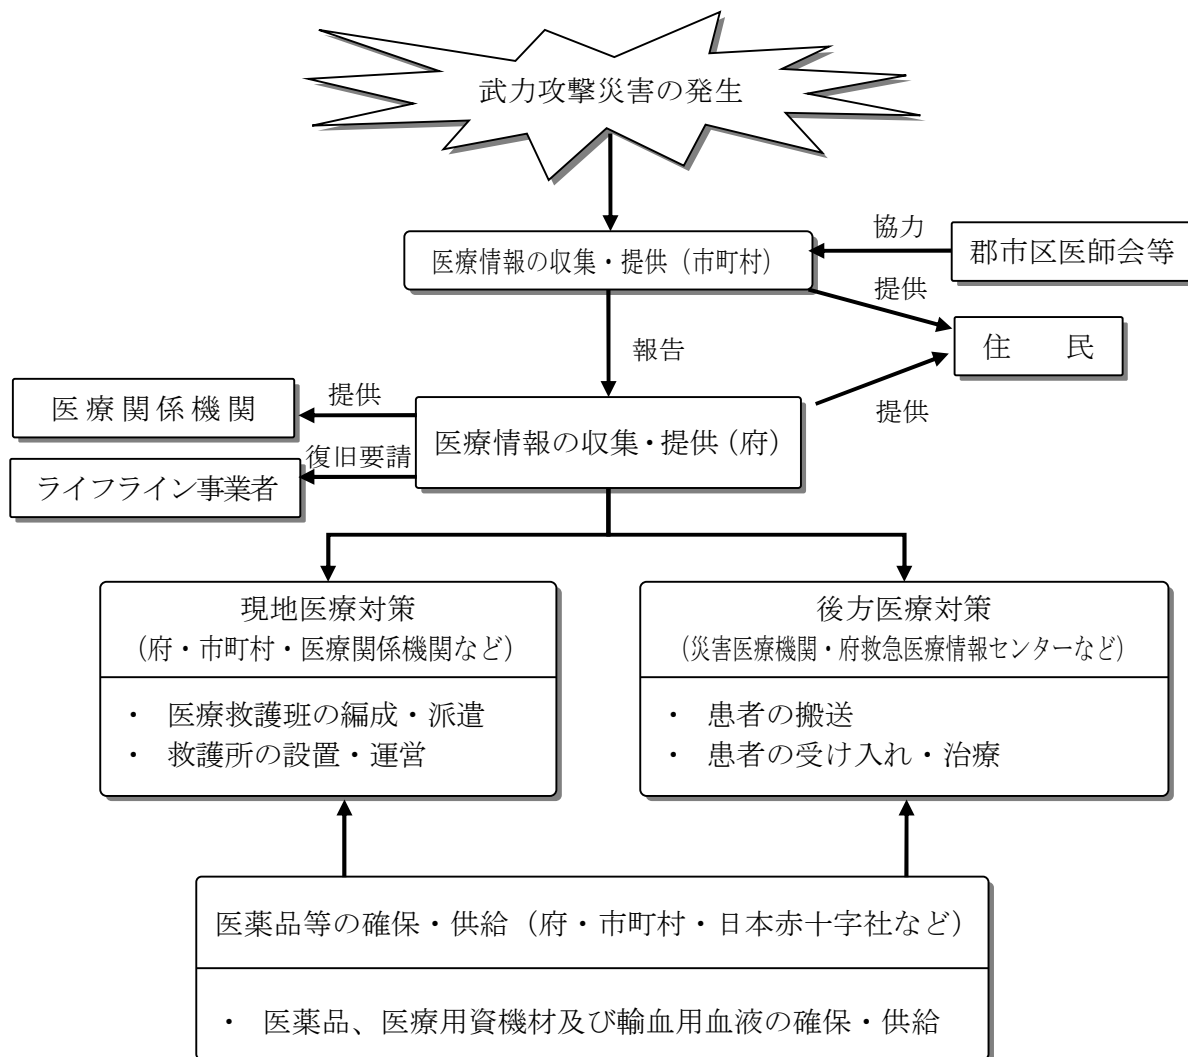 武力攻撃災害の発生
協力
郡市区医師会等
医療情報の収集・提供（市町村）
提供
住　民
報告
提供
医療関係機関
提供
医療情報の収集・提供（府）
復旧要請
ライフライン事業者
現地医療対策
（府・市町村・医療関係機関など）
・ 医療救護班の編成・派遣
・ 救護所の設置・運営
後方医療対策
（災害医療機関・府救急医療情報センターなど）
・ 患者の搬送
・ 患者の受け入れ・治療
医薬品等の確保・供給（府・市町村・日本赤十字社など）
・ 医薬品、医療用資機材及び輸血用血液の確保・供給